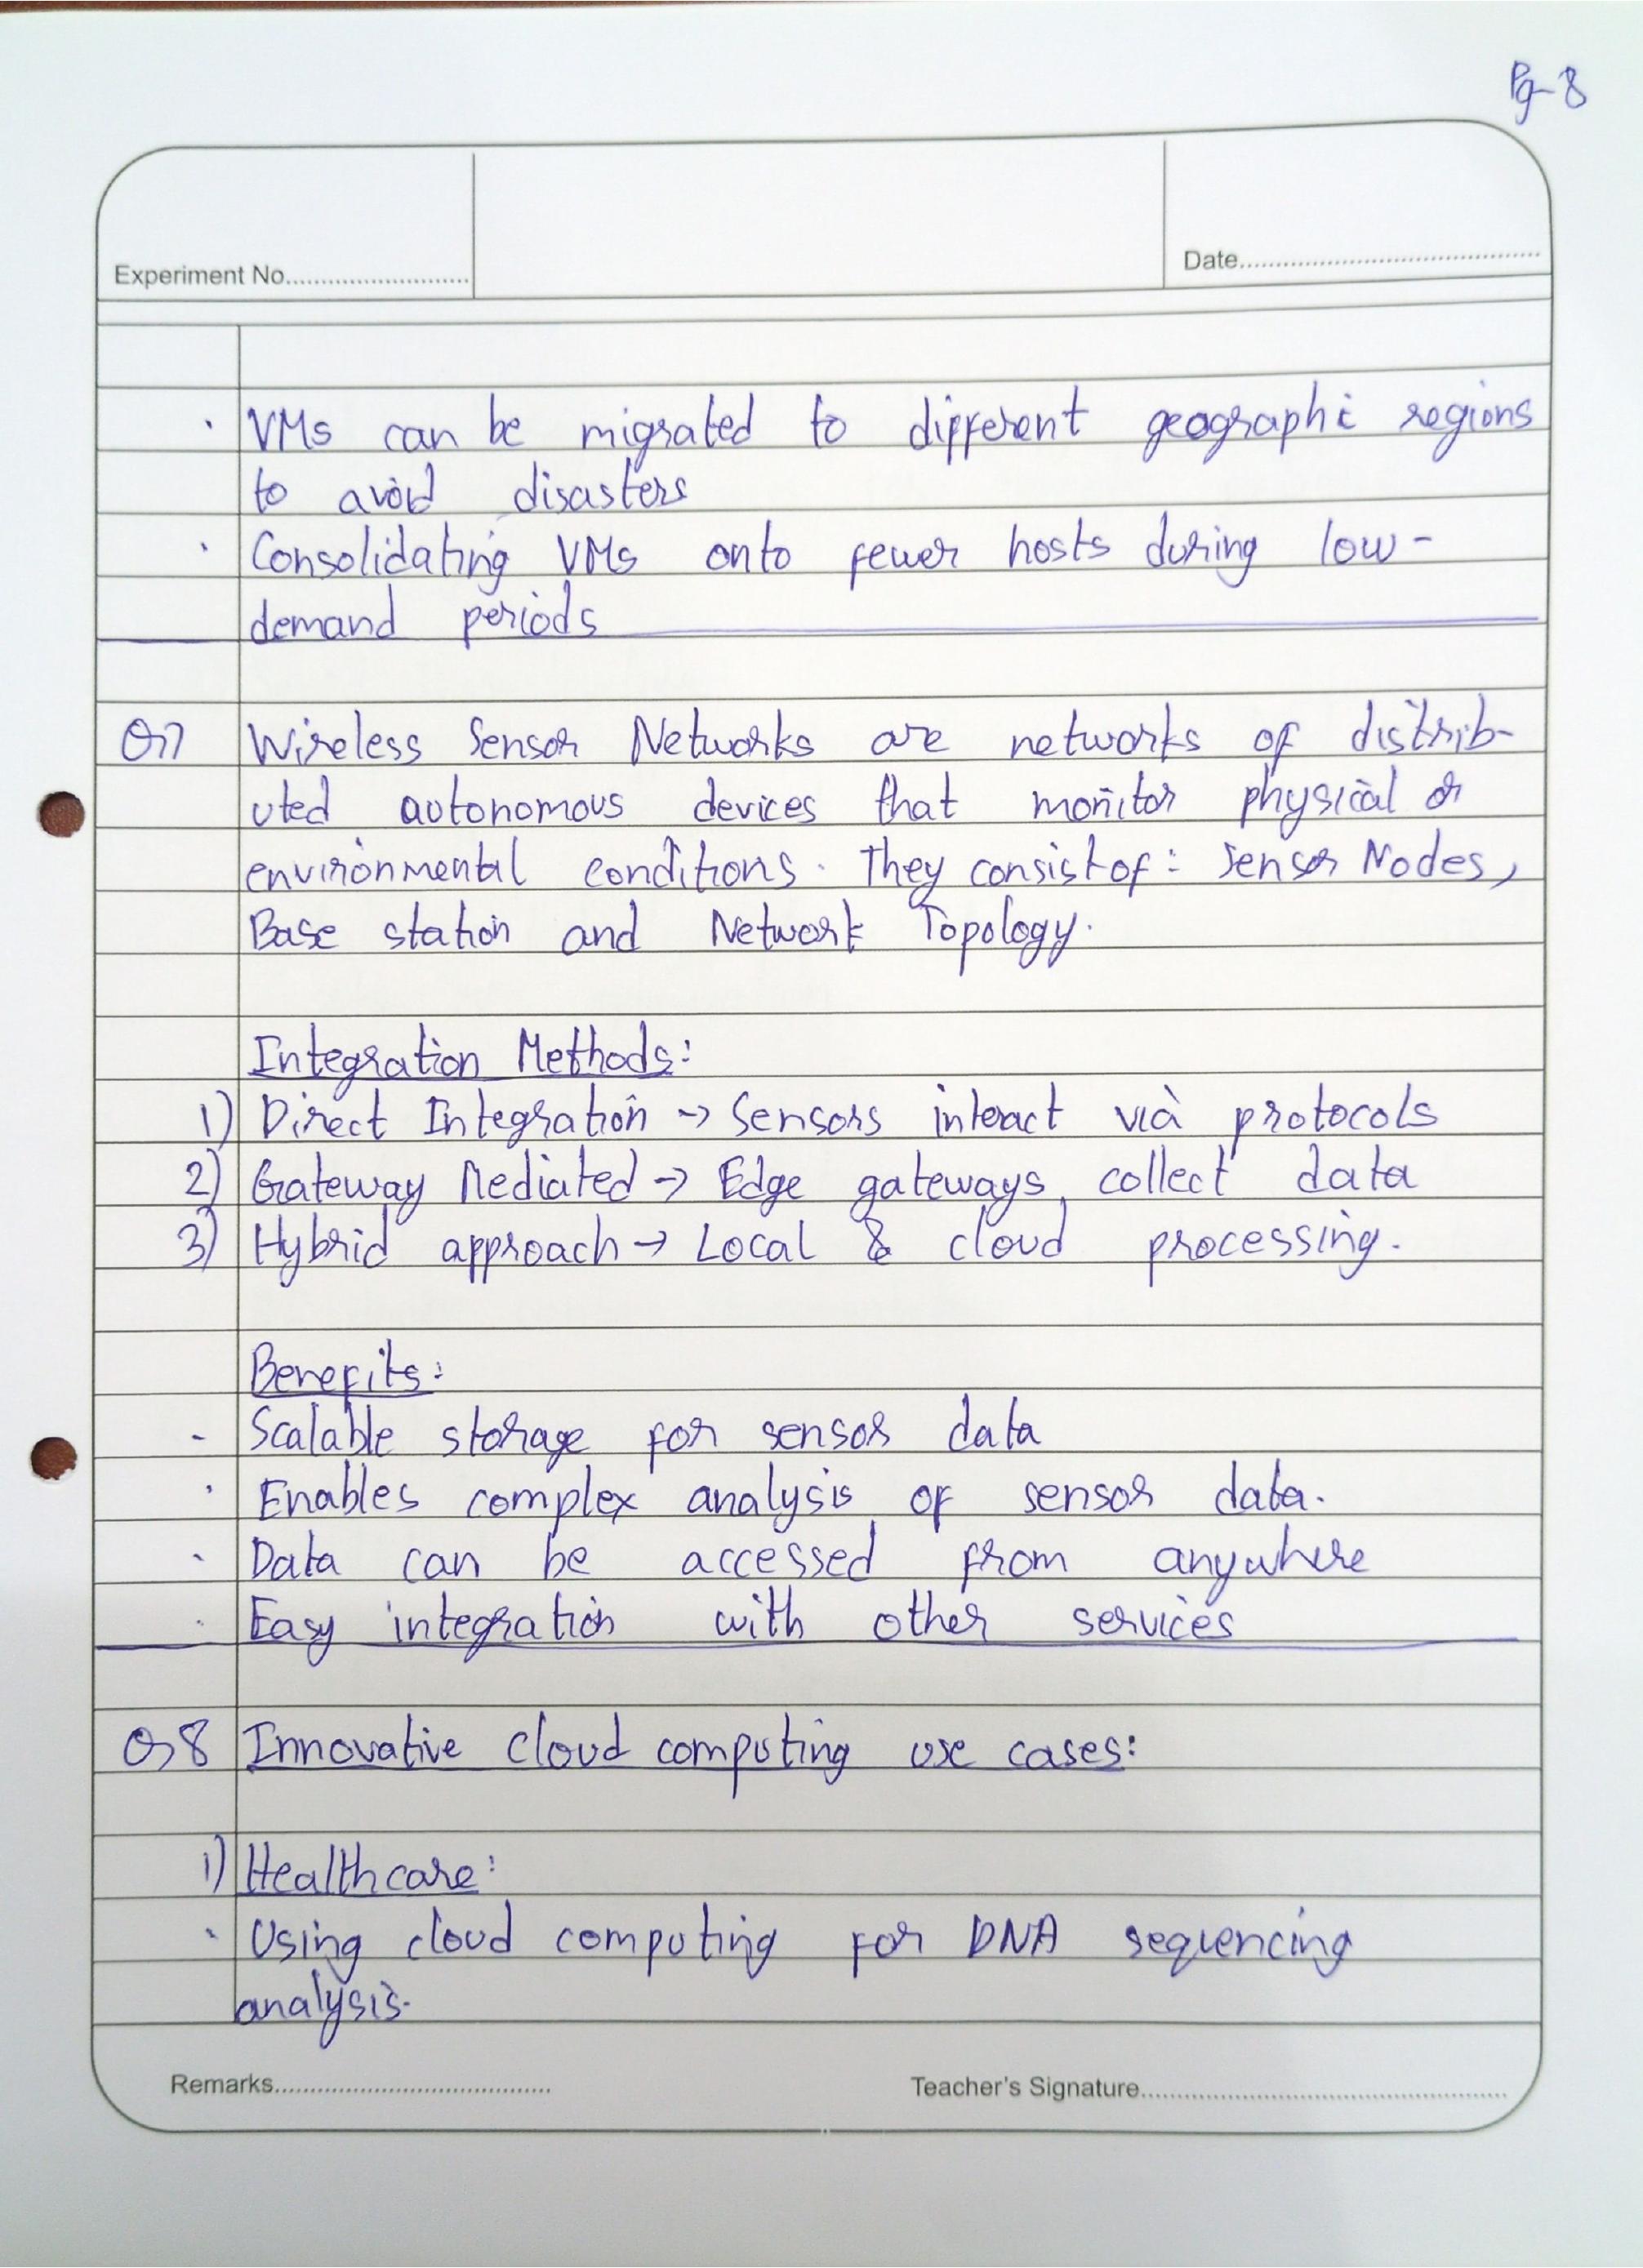 Pg-8
Experiment No............................
Date..........................................
· VMs can be migrated to different geographic regions
to avoid disasters
· Consolidating VMs onto fewer hosts during low-
demand periods
Q7 Wireless Sensor Networks are networks of distrib-
uted autonomous devices that monitor physical or
environmental conditions. They consist of: Sensor Nodes,
Base station and Network Topology.
Integration Methods:
1) Direct Integration → Sensors interact via protocols
2) Gateway Mediated → Edge gateways collect data
3) Hybrid approach → Local & cloud processing.
Benefits:
- Scalable storage for sensor data
· Enables complex analysis of sensor data.
· Data can be accessed from anywhere
· Easy integration with other services
Q8 Innovative cloud computing use cases:
1) Healthcare:
· Using cloud computing for DNA sequencing
analysis.
Remarks........................................
Teacher's Signature.....................................................